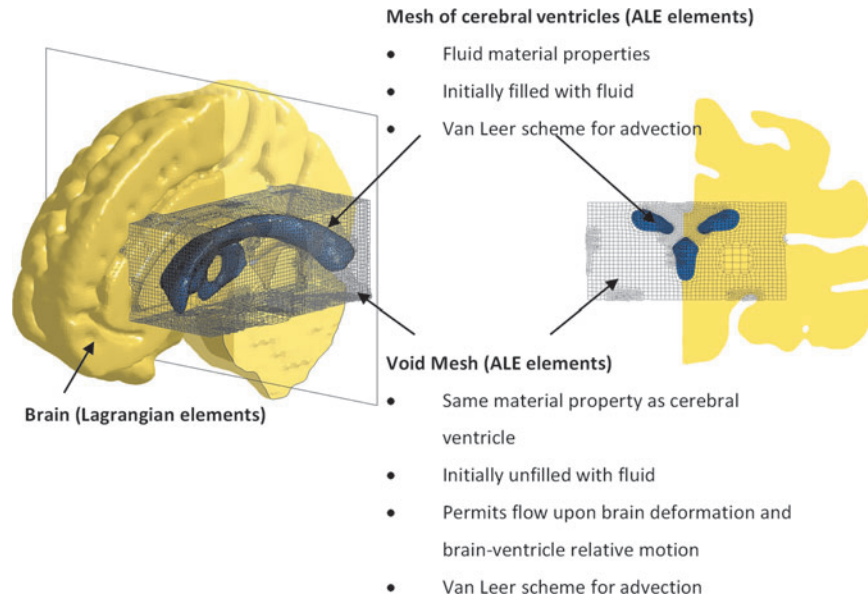 Mesh of cerebral ventricles (ALE elements)
• Fluid material properties
• Initially filled with fluid
• Van Leer scheme for advection
Void Mesh (ALE elements)
• Same material property as cerebral
ventricle
• Initially unfilled with fluid
• Permits flow upon brain deformation and
brain-ventricle relative motion
• Van Leer scheme for advection
Brain (Lagrangian elements)